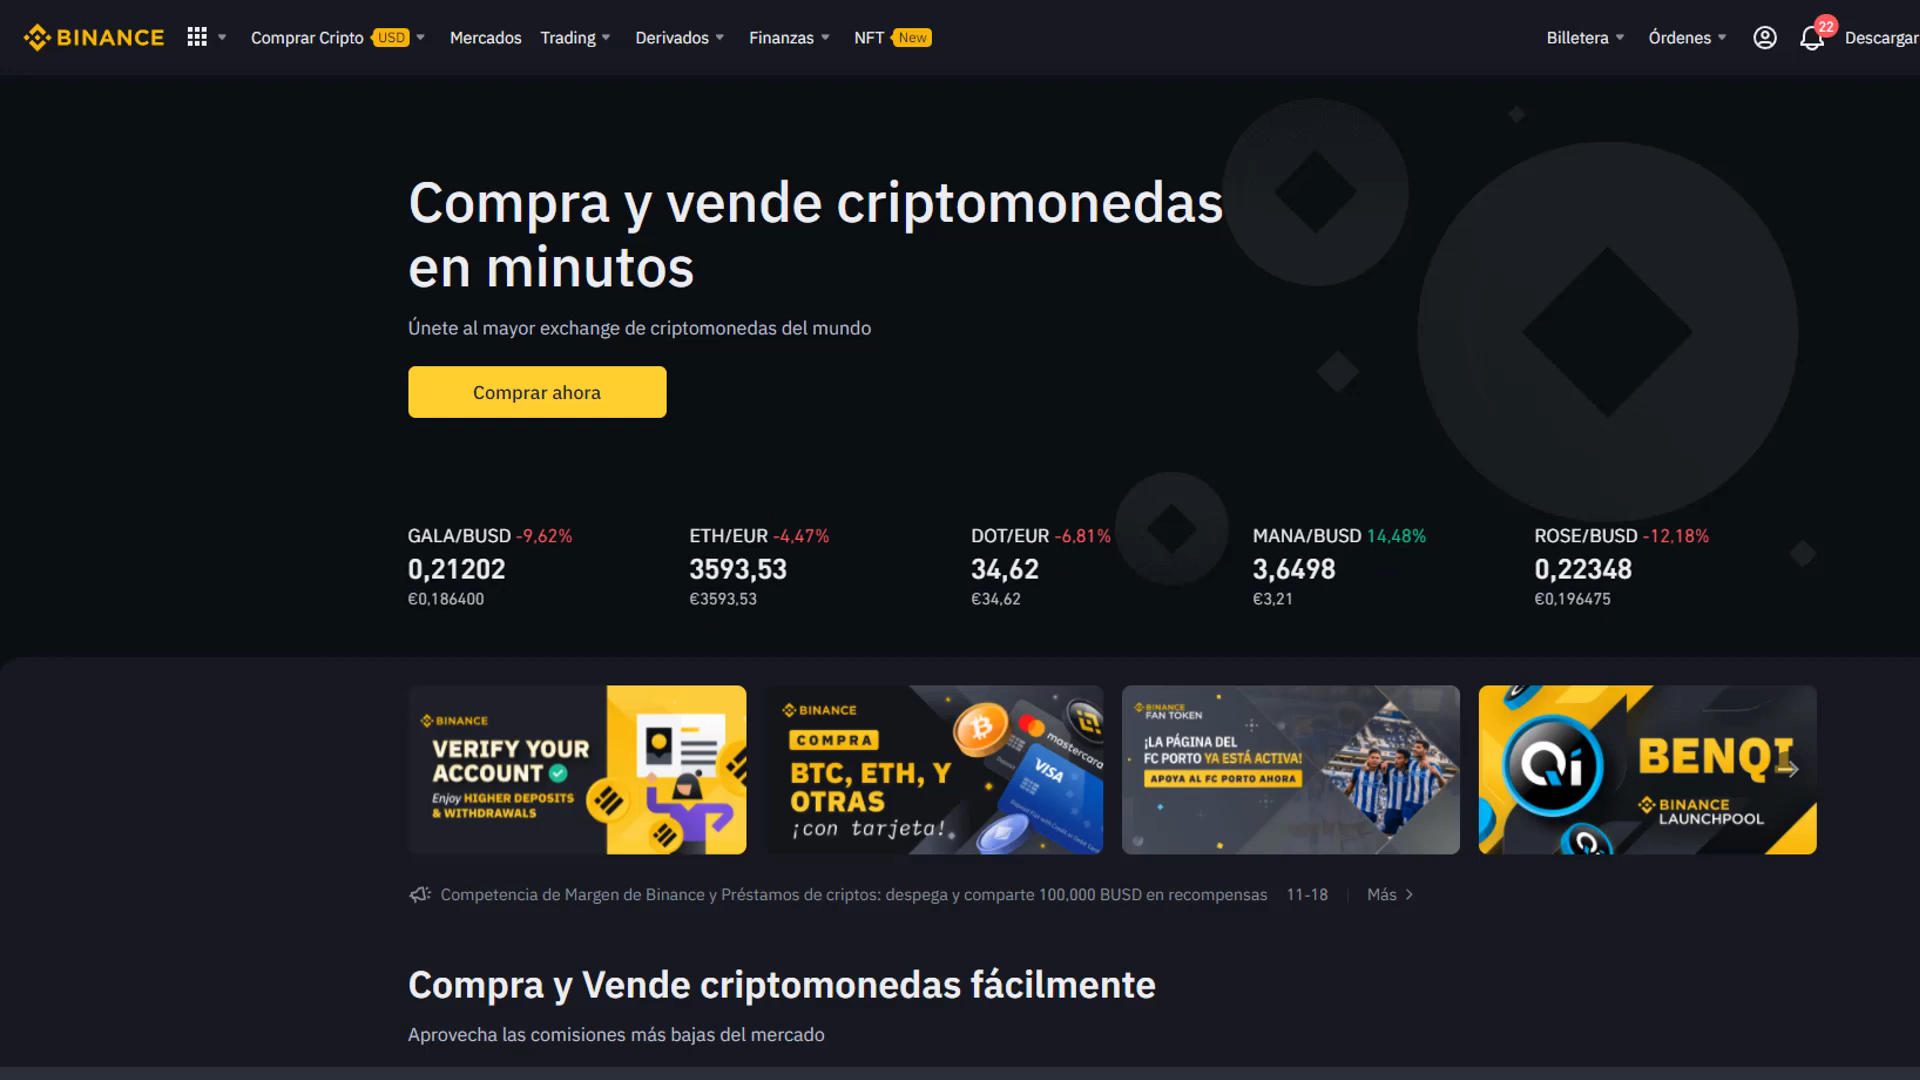 BINANCE
Comprar Cripto USD
Mercados
Trading
Derivados
Finanzas
NFT New
Billetera
Órdenes
22
Descargar
Compra y vende criptomonedas
en minutos
Únete al mayor exchange de criptomonedas del mundo
Comprar ahora
GALA/BUSD -9,62%
0,21202
€0,186400
ETH/EUR -4,47%
3593,53
€3593,53
DOT/EUR -6,81%
34,62
€34,62
MANA/BUSD 14,48%
3,6498
€3,21
ROSE/BUSD -12,18%
0,22348
€0,196475
BINANCE
VERIFY YOUR
ACCOUNT
Enjoy HIGHER DEPOSITS
& WITHDRAWALS
BINANCE
COMPRA
BTC, ETH, Y
OTRAS
¡con tarjeta!
mastercard
VISA
BINANCE
FAN TOKEN
¡LA PÁGINA DEL
FC PORTO YA ESTÁ ACTIVA!
APOYA AL FC PORTO AHORA
Qi
BENQI
BINANCE
LAUNCHPOOL
Competencia de Margen de Binance y Préstamos de criptos: despega y comparte 100,000 BUSD en recompensas 11-18
Más
Compra y Vende criptomonedas fácilmente
Aprovecha las comisiones más bajas del mercado